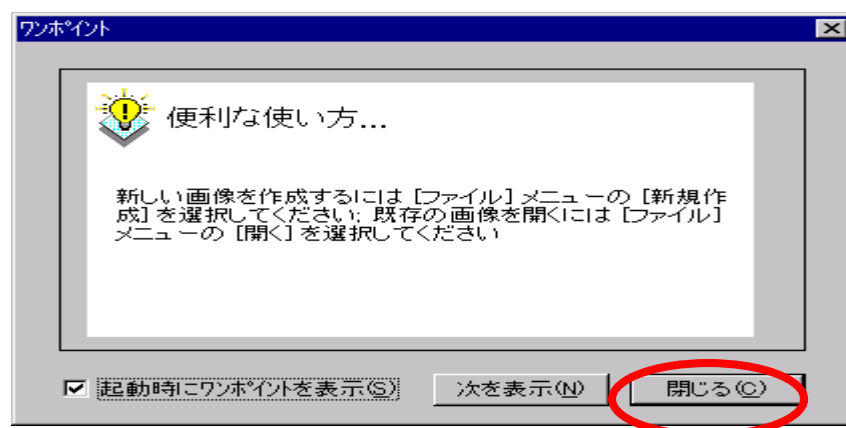 ワンポイント
便利な使い方...
新しい画像を作成するには [ファイル] メニューの [新規作
成] を選択してください; 既存の画像を開くには [ファイル]
メニューの [開く] を選択してください
起動時にワンポイントを表示(S) 次を表示(N) 閉じる(C)